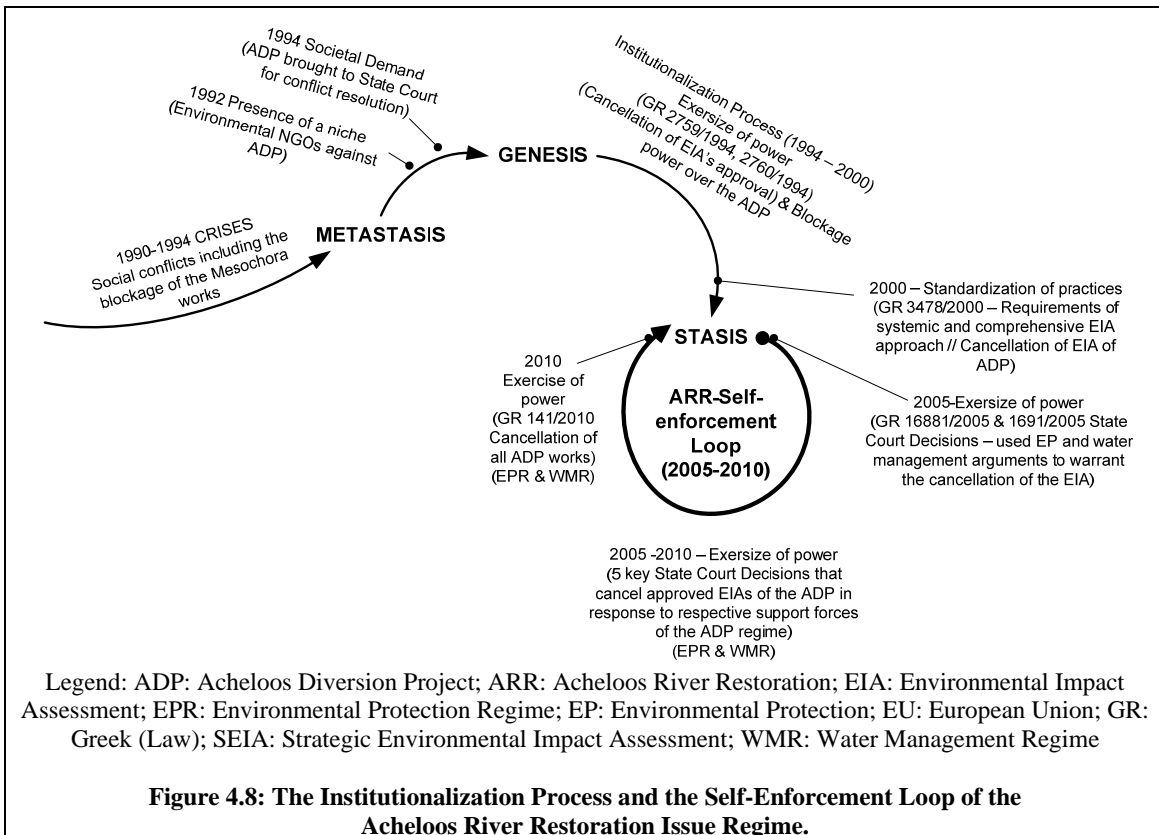 1994 Societal Demand
(ADP brought to State Court
for conflict resolution)
1992 Presence of a niche
(Environmental NGOs against
ADP)
1990-1994 CRISES
Social conflicts including the
blockage of the Mesochora
works
METASTASIS
GENESIS
Institutionalization Process (1994 – 2000)
Exersize of power
(GR 2759/1994, 2760/1994)
(Cancellation of EIA's approval) & Blockage
power over the ADP
2000 – Standardization of practices
(GR 3478/2000 – Requirements of
systemic and comprehensive EIA
approach // Cancellation of EIA of
ADP)
STASIS
2010
Exercise of
power
(GR 141/2010
Cancellation of
all ADP works)
(EPR & WMR)
ARR-Self-
enforcement
Loop
(2005-2010)
2005-Exersize of power
(GR 16881/2005 & 1691/2005 State
Court Decisions – used EP and water
management arguments to warrant
the cancellation of the EIA)
2005 -2010 – Exersize of power
(5 key State Court Decisions that
cancel approved EIAs of the ADP in
response to respective support forces
of the ADP regime)
(EPR & WMR)
Legend: ADP: Acheloos Diversion Project; ARR: Acheloos River Restoration; EIA: Environmental Impact
Assessment; EPR: Environmental Protection Regime; EP: Environmental Protection; EU: European Union; GR:
Greek (Law); SEIA: Strategic Environmental Impact Assessment; WMR: Water Management Regime
Figure 4.8: The Institutionalization Process and the Self-Enforcement Loop of the
Acheloos River Restoration Issue Regime.